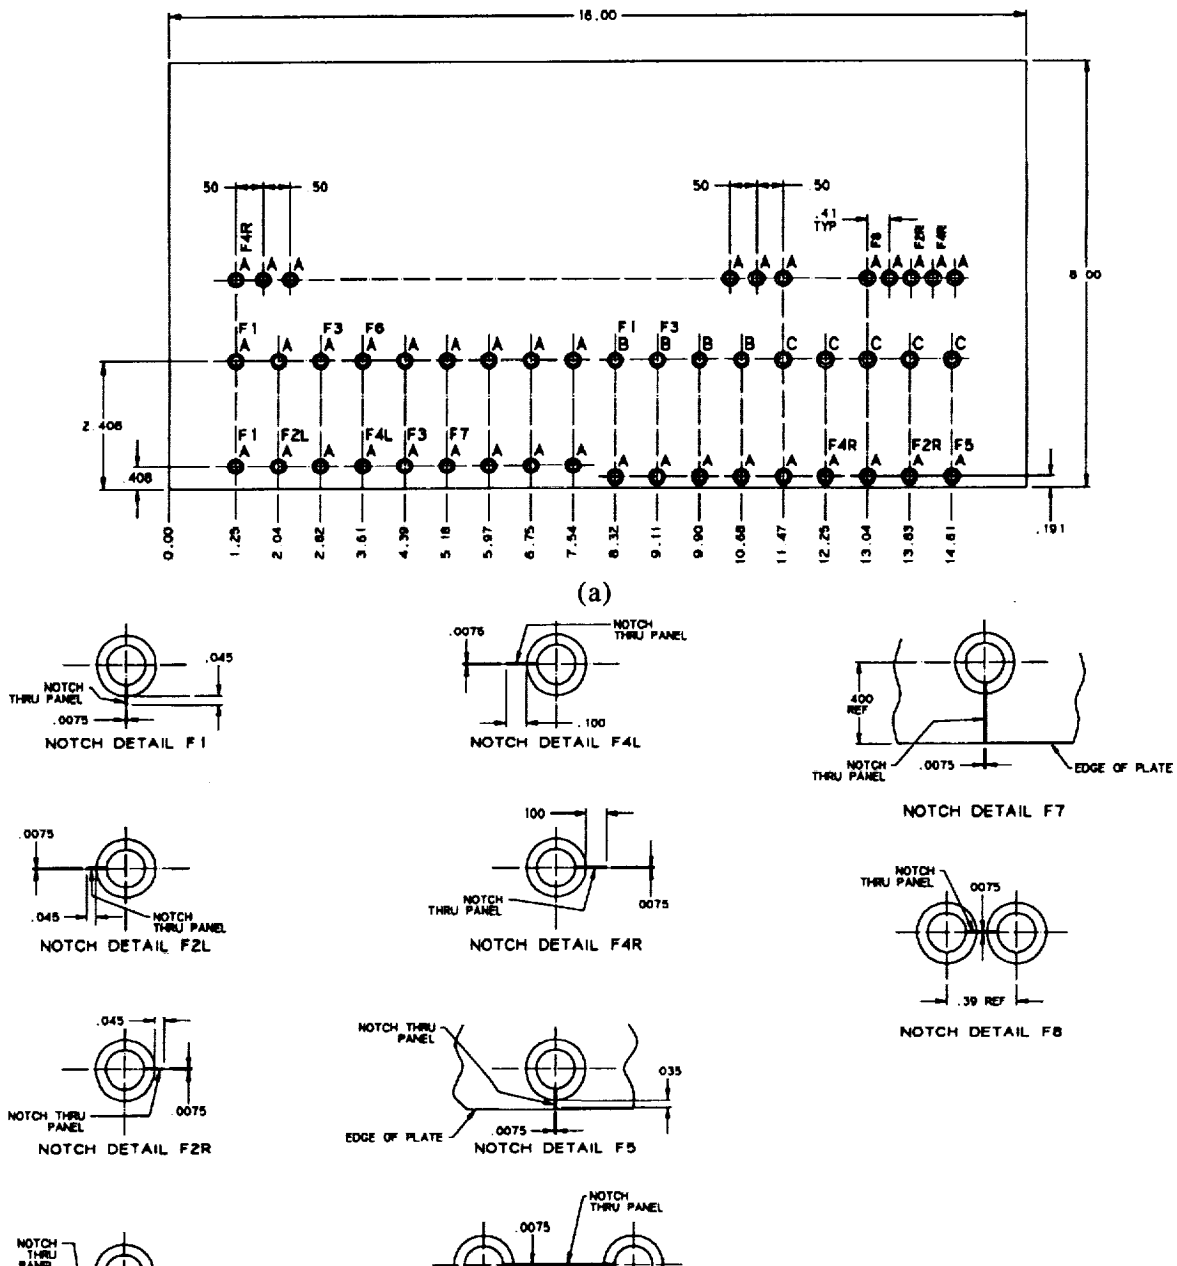 16.00
.50 .50
.50 .50
.41
TYP
F4R
F8
F2R
F4R
A A A
A A A
A A A A A
8.00
F1 F3 F6 F1 F3
A A A A A A A A A B B B B C C C C C
2.406
F1 F2L F4L F3 F7
A A A A A A A A A
F4R F2R F5
A A A A A A A A A
.406
.191
0.00
1.25
2.04
2.82
3.61
4.39
5.18
5.97
6.75
7.54
8.32
9.11
9.90
10.68
11.47
12.25
13.04
13.83
14.61
(a)
.045
NOTCH
THRU PANEL
.0075
NOTCH DETAIL F1
.0075
NOTCH
THRU PANEL
.100
NOTCH DETAIL F4L
.400
REF
NOTCH
THRU PANEL
.0075
EDGE OF PLATE
NOTCH DETAIL F7
.0075
.045
NOTCH
THRU PANEL
NOTCH DETAIL F2L
100
NOTCH
THRU PANEL
0075
NOTCH DETAIL F4R
NOTCH
THRU PANEL
0075
.39 REF
NOTCH DETAIL F8
.045
NOTCH THRU
PANEL
.0075
NOTCH DETAIL F2R
NOTCH THRU
PANEL
035
EDGE OF PLATE
.0075
NOTCH DETAIL F5
NOTCH
THRU
PANEL
.0075
NOTCH
THRU PANEL